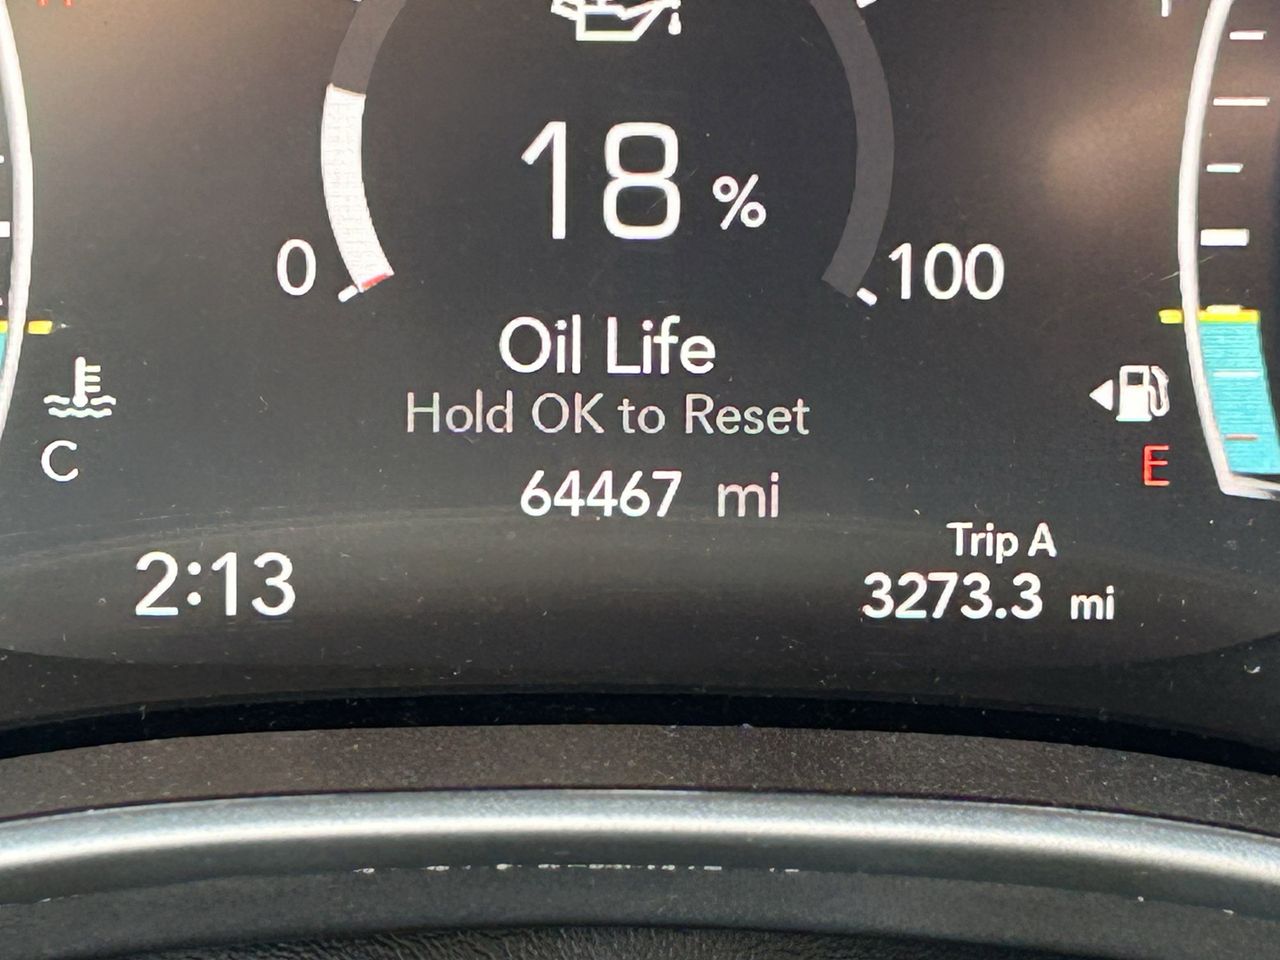 18 %
0
100
Oil Life
Hold OK to Reset
C
E
64467 mi
Trip A
2:13
3273.3 mi